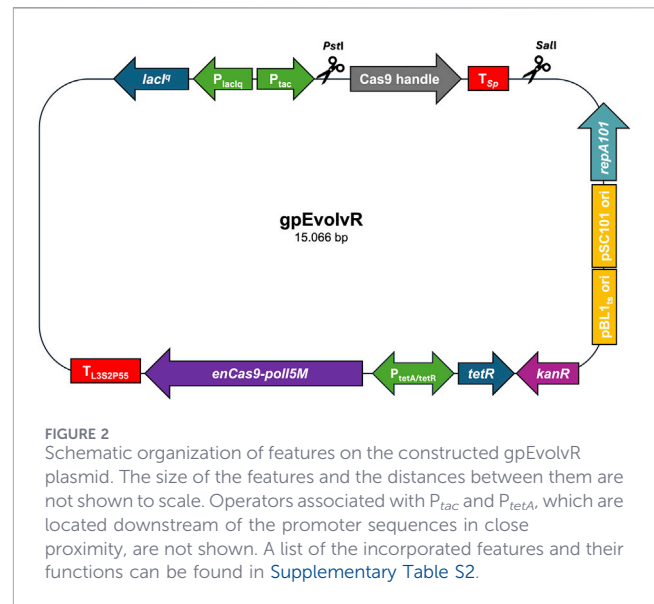 PstI
SalI
lacIq
PlacIq
Ptac
Cas9 handle
TSp
repA101
pSC101 ori
pBL1ts ori
gpEvolvR
15.066 bp
TL3S2P55
enCas9-polI5M
PtetA/tetR
tetR
kanR
FIGURE 2
Schematic organization of features on the constructed gpEvolvR
plasmid. The size of the features and the distances between them are
not shown to scale. Operators associated with Ptac and PtetA, which are
located downstream of the promoter sequences in close
proximity, are not shown. A list of the incorporated features and their
functions can be found in Supplementary Table S2.